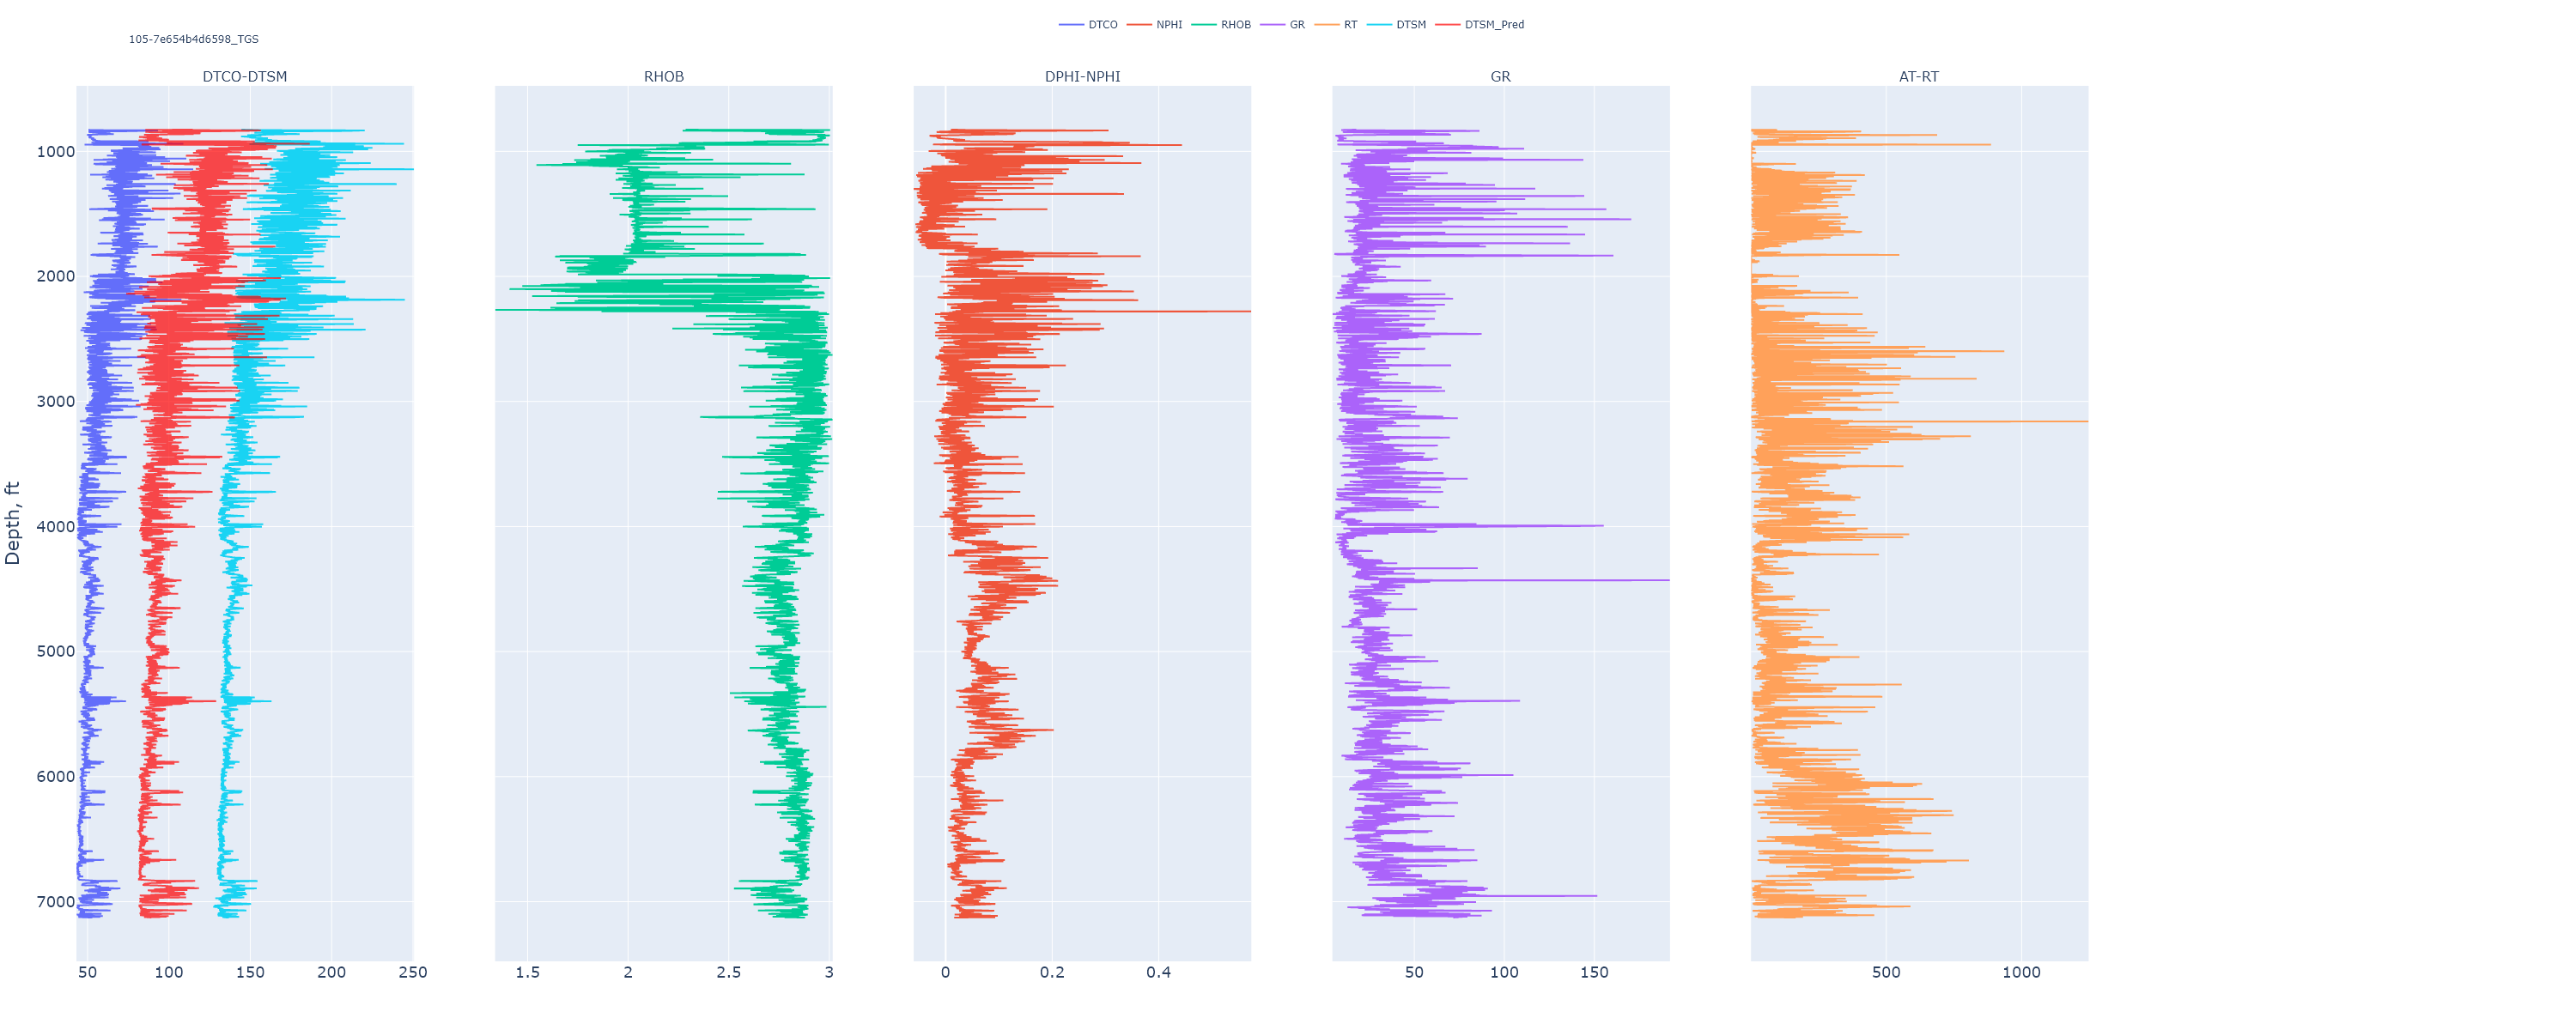 DTCO NPHI RHOB GR RT DTSM DTSM_Pred
105-7e654b4d6598_TGS
DTCO-DTSM RHOB DPHI-NPHI GR AT-RT
Depth, ft
1000
2000
3000
4000
5000
6000
7000
50 100 150 200 250 1.5 2 2.5 3 0 0.2 0.4 50 100 150 500 1000